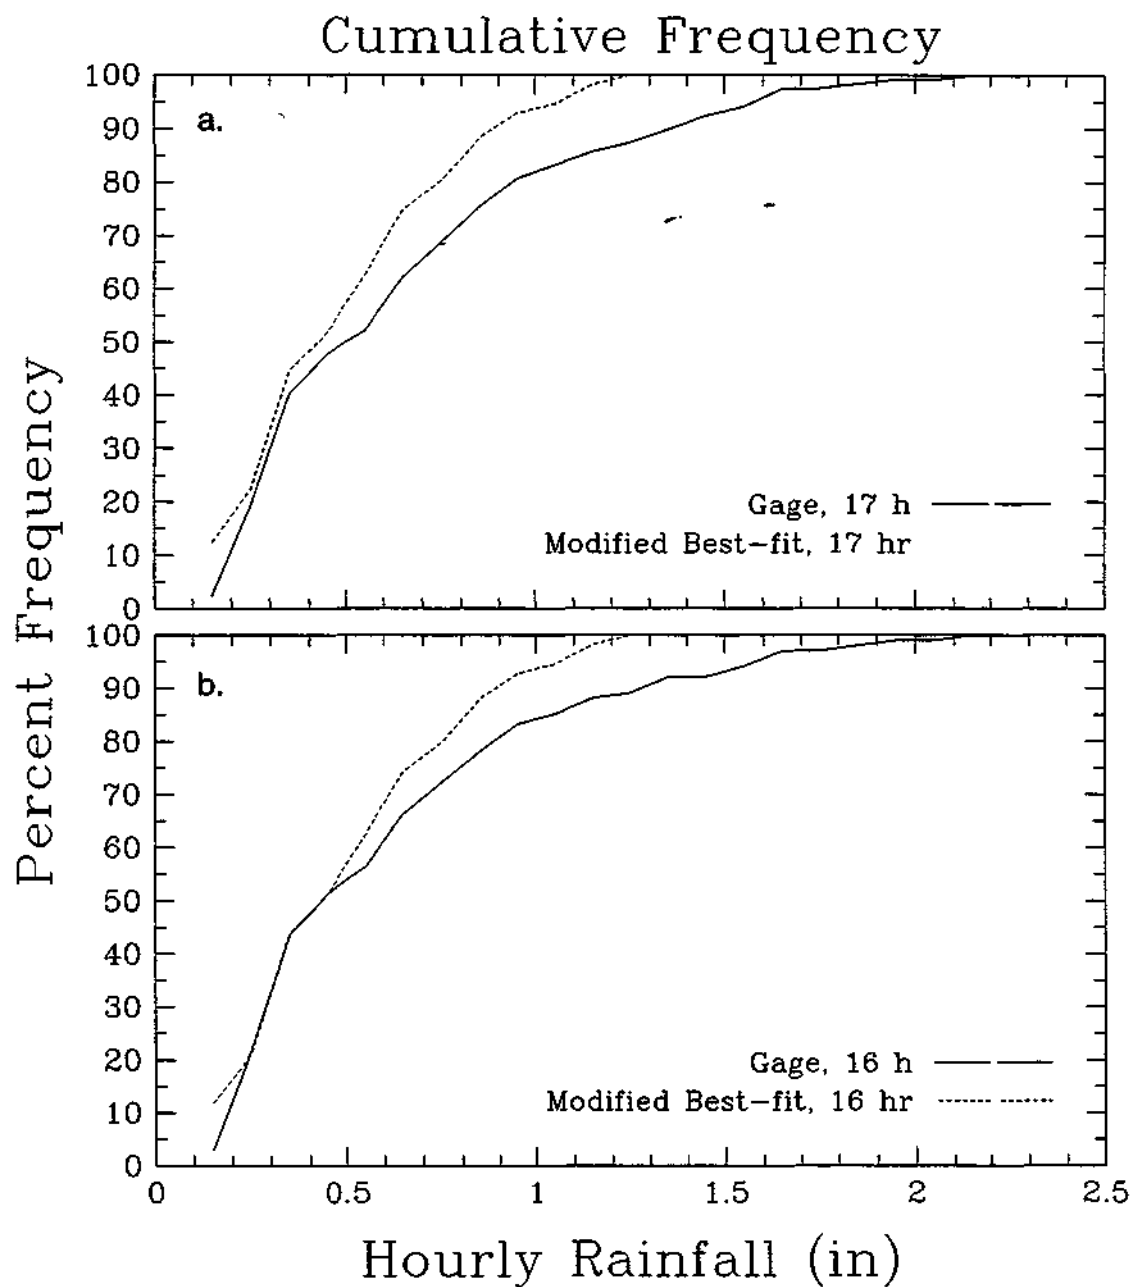 Cumulative Frequency
100
a.
90
80
70
60
50
40
30
20
10
0
Gage, 17 h
Modified Best-fit, 17 hr
100
b.
90
80
70
60
50
40
30
20
10
0
Gage, 16 h
Modified Best-fit, 16 hr
0 0.5 1 1.5 2 2.5
Percent Frequency
Hourly Rainfall (in)